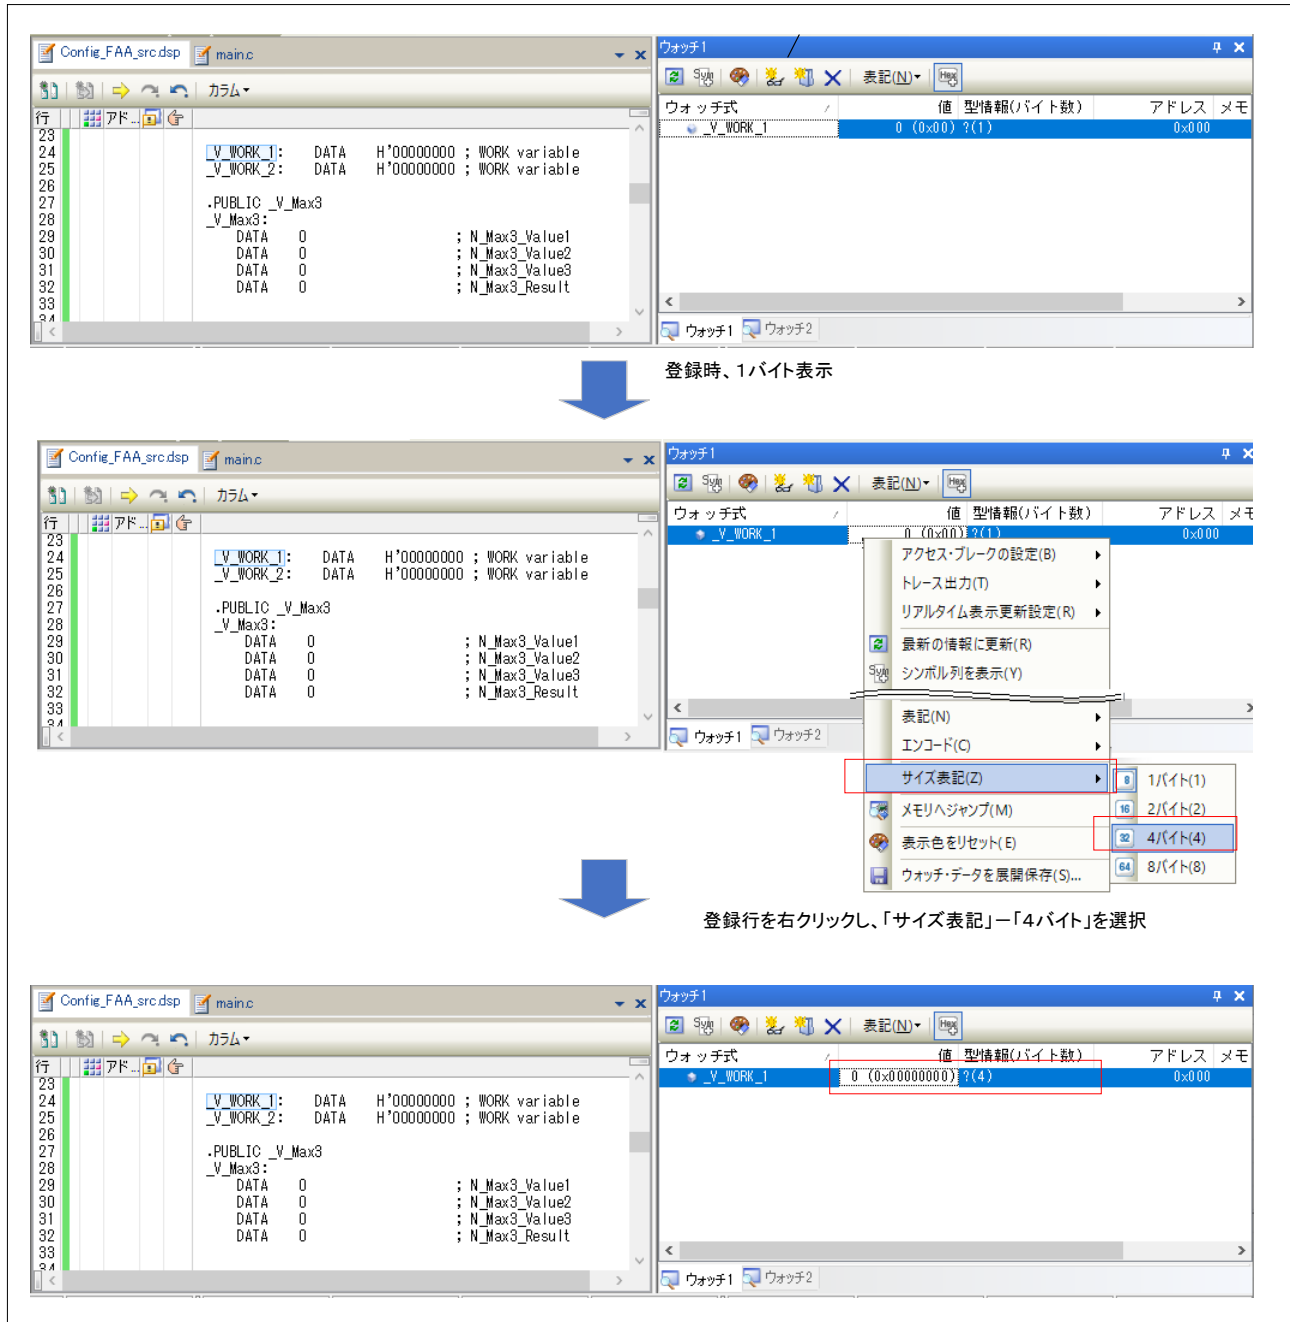 Config_FAA_src.dsp main.c
カラム
行 アド...
23
24 _V_WORK_1: DATA H'00000000 ; WORK variable
25 _V_WORK_2: DATA H'00000000 ; WORK variable
26
27 .PUBLIC _V_Max3
28 _V_Max3:
29 DATA 0 ; N_Max3_Value1
30 DATA 0 ; N_Max3_Value2
31 DATA 0 ; N_Max3_Value3
32 DATA 0 ; N_Max3_Result
33
34
ウォッチ1
Sym 表記(N) Hex
ウォッチ式 値 型情報(バイト数) アドレス メモ
_V_WORK_1 0 (0x00) ?(1) 0x000
ウォッチ1 ウォッチ2
登録時、1バイト表示
Config_FAA_src.dsp main.c
カラム
行 アド...
23
24 _V_WORK_1: DATA H'00000000 ; WORK variable
25 _V_WORK_2: DATA H'00000000 ; WORK variable
26
27 .PUBLIC _V_Max3
28 _V_Max3:
29 DATA 0 ; N_Max3_Value1
30 DATA 0 ; N_Max3_Value2
31 DATA 0 ; N_Max3_Value3
32 DATA 0 ; N_Max3_Result
33
34
ウォッチ1
Sym 表記(N) Hex
ウォッチ式 値 型情報(バイト数) アドレス メモ
_V_WORK_1 0 (0x00) ?(1) 0x000
アクセス・ブレークの設定(B)
トレース出力(T)
リアルタイム表示更新設定(R)
最新の情報に更新(R)
Sym シンボル列を表示(Y)
表記(N)
エンコード(C)
サイズ表記(Z)
メモリへジャンプ(M)
表示色をリセット(E)
ウォッチ・データを展開保存(S)...
8 1バイト(1)
16 2バイト(2)
32 4バイト(4)
64 8バイト(8)
ウォッチ1 ウォッチ2
登録行を右クリックし、「サイズ表記」－「4バイト」を選択
Config_FAA_src.dsp main.c
カラム
行 アド...
23
24 _V_WORK_1: DATA H'00000000 ; WORK variable
25 _V_WORK_2: DATA H'00000000 ; WORK variable
26
27 .PUBLIC _V_Max3
28 _V_Max3:
29 DATA 0 ; N_Max3_Value1
30 DATA 0 ; N_Max3_Value2
31 DATA 0 ; N_Max3_Value3
32 DATA 0 ; N_Max3_Result
33
34
ウォッチ1
Sym 表記(N) Hex
ウォッチ式 値 型情報(バイト数) アドレス メモ
_V_WORK_1 0 (0x00000000) ?(4) 0x000
ウォッチ1 ウォッチ2